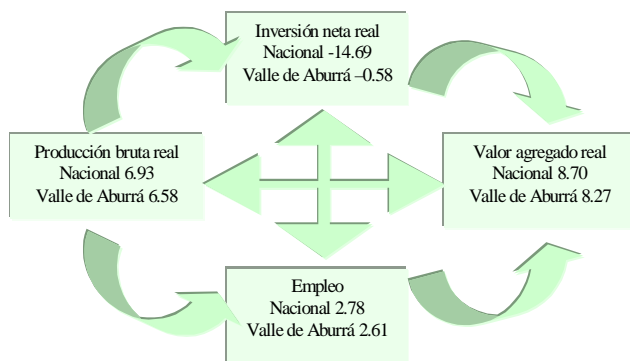 Inversión neta real
Nacional -14.69
Valle de Aburrá –0.58
Producción bruta real
Nacional 6.93
Valle de Aburrá 6.58
Valor agregado real
Nacional 8.70
Valle de Aburrá 8.27
Empleo
Nacional 2.78
Valle de Aburrá 2.61